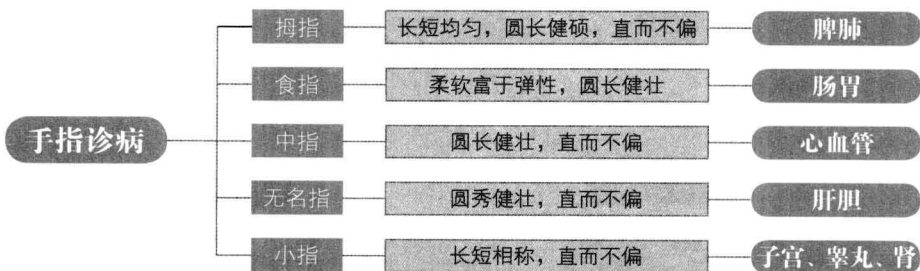 拇指 长短均匀，圆长健硕，直而不偏 脾肺
食指 柔软富于弹性，圆长健壮 肠胃
手指诊病 中指 圆长健壮，直而不偏 心血管
无名指 圆秀健壮，直而不偏 肝胆
小指 长短相称，直而不偏 子宫、睾丸、肾